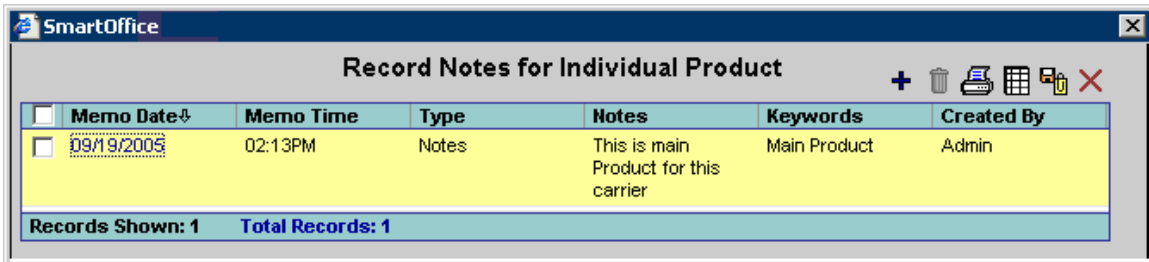 SmartOffice
Record Notes for Individual Product
Memo Date Memo Time Type Notes Keywords Created By
09/19/2005 02:13PM Notes This is main Main Product Admin
Product for this
carrier
Records Shown: 1 Total Records: 1